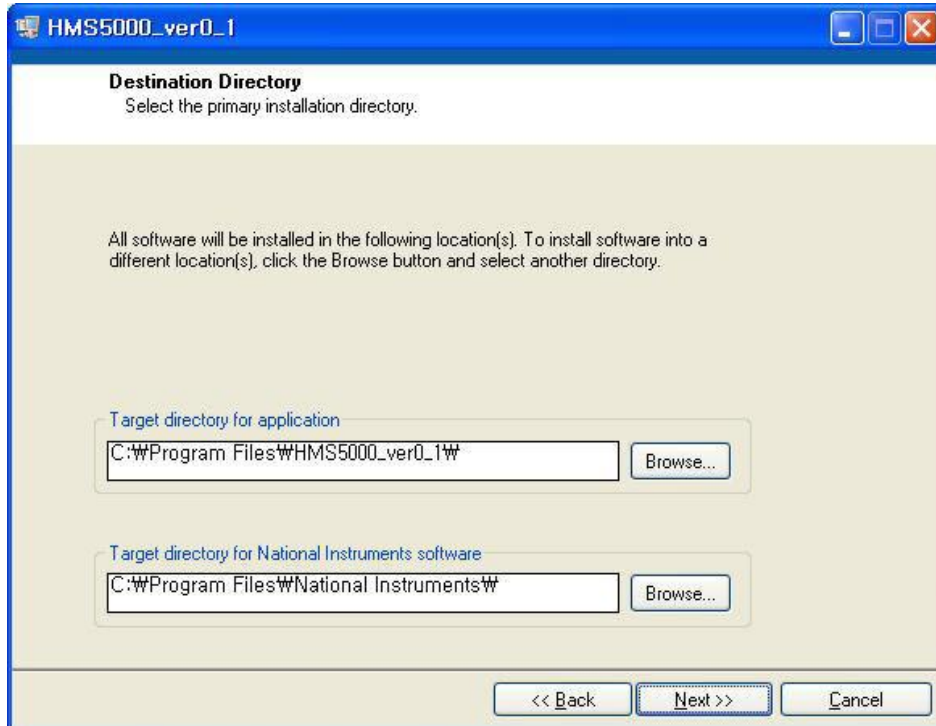 HMS5000_ver0_1
Destination Directory
Select the primary installation directory.
All software will be installed in the following location(s). To install software into a
different location(s), click the Browse button and select another directory.
Target directory for application
C:₩Program Files₩HMS5000_ver0_1₩
Browse...
Target directory for National Instruments software
C:₩Program Files₩National Instruments₩
Browse...
<< Back
Next >>
Cancel